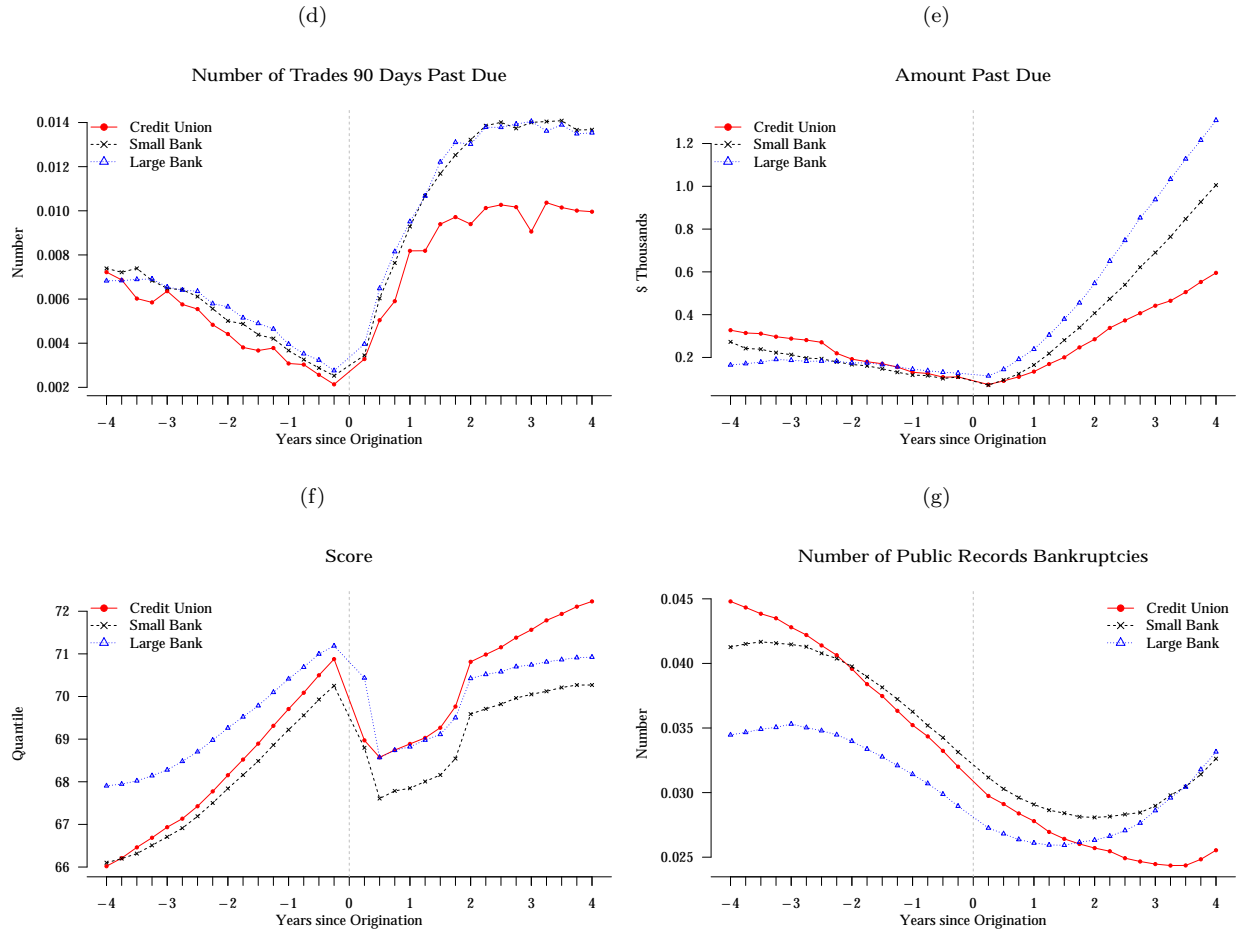 (d)
Number of Trades 90 Days Past Due
Credit Union
Small Bank
Large Bank
0.014
0.012
0.010
0.008
0.006
0.004
0.002
Number
−4 −3 −2 −1 0 1 2 3 4
Years since Origination
(e)
Amount Past Due
Credit Union
Small Bank
Large Bank
1.2
1.0
0.8
0.6
0.4
0.2
$ Thousands
−4 −3 −2 −1 0 1 2 3 4
Years since Origination
(f)
Score
Credit Union
Small Bank
Large Bank
72
71
70
69
68
67
66
Quantile
−4 −3 −2 −1 0 1 2 3 4
Years since Origination
(g)
Number of Public Records Bankruptcies
Credit Union
Small Bank
Large Bank
0.045
0.040
0.035
0.030
0.025
Number
−4 −3 −2 −1 0 1 2 3 4
Years since Origination